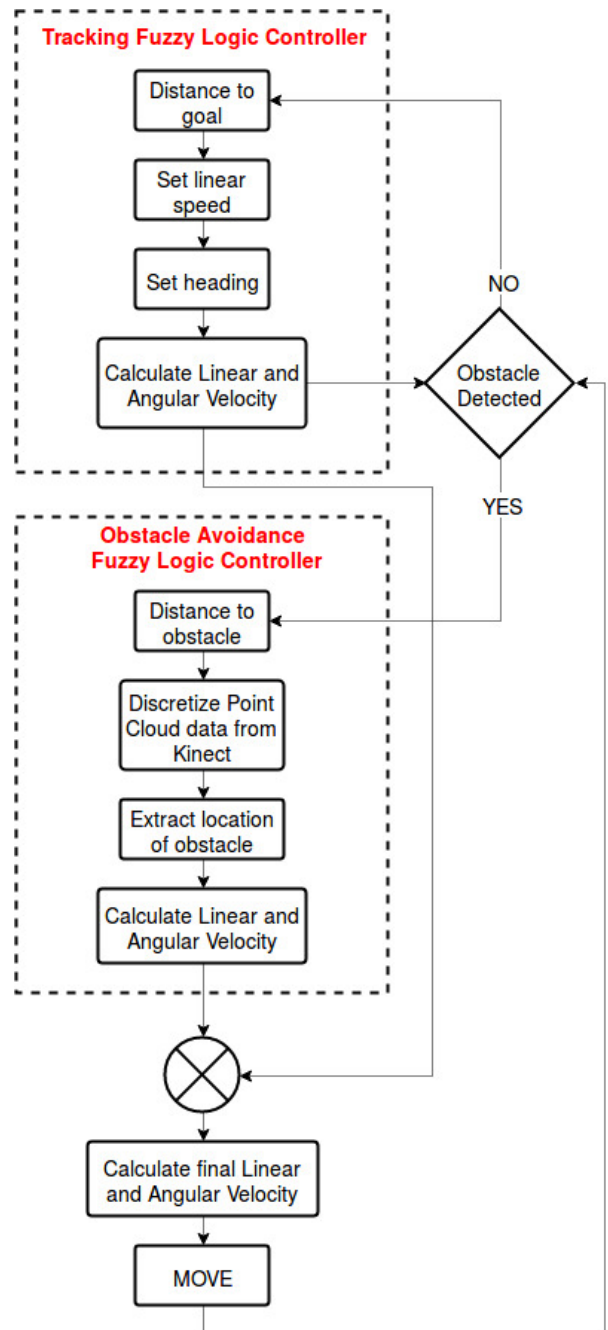 Tracking Fuzzy Logic Controller
Distance to
goal
Set linear
speed
Set heading
NO
Calculate Linear and
Angular Velocity
Obstacle
Detected
YES
Obstacle Avoidance
Fuzzy Logic Controller
Distance to
obstacle
Discretize Point
Cloud data from
Kinect
Extract location
of obstacle
Calculate Linear and
Angular Velocity
Calculate final Linear
and Angular Velocity
MOVE